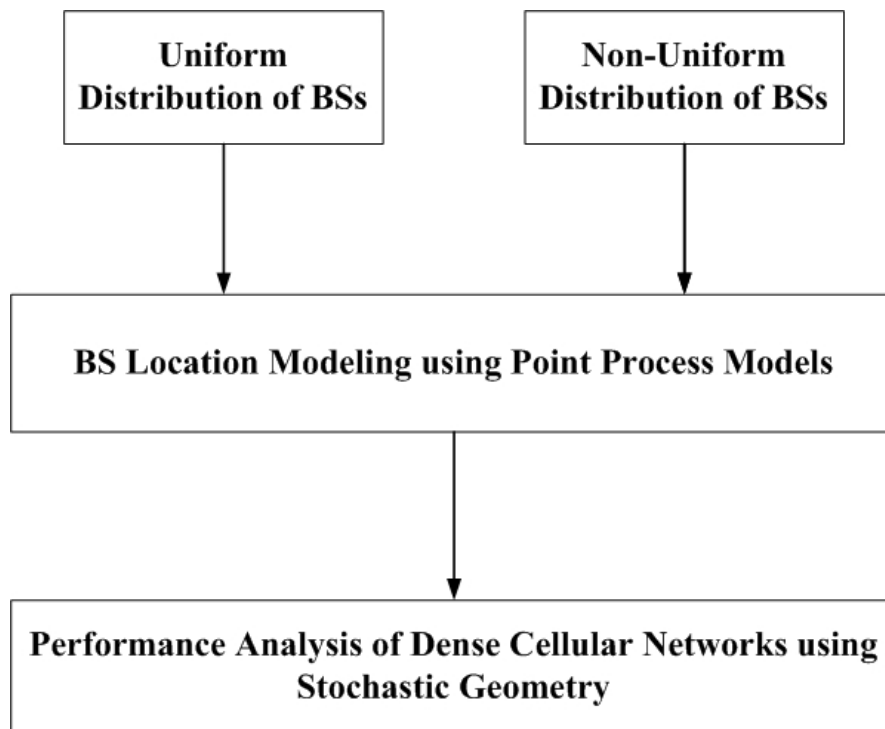 Uniform
Distribution of BSs
Non-Uniform
Distribution of BSs
BS Location Modeling using Point Process Models
Performance Analysis of Dense Cellular Networks using
Stochastic Geometry